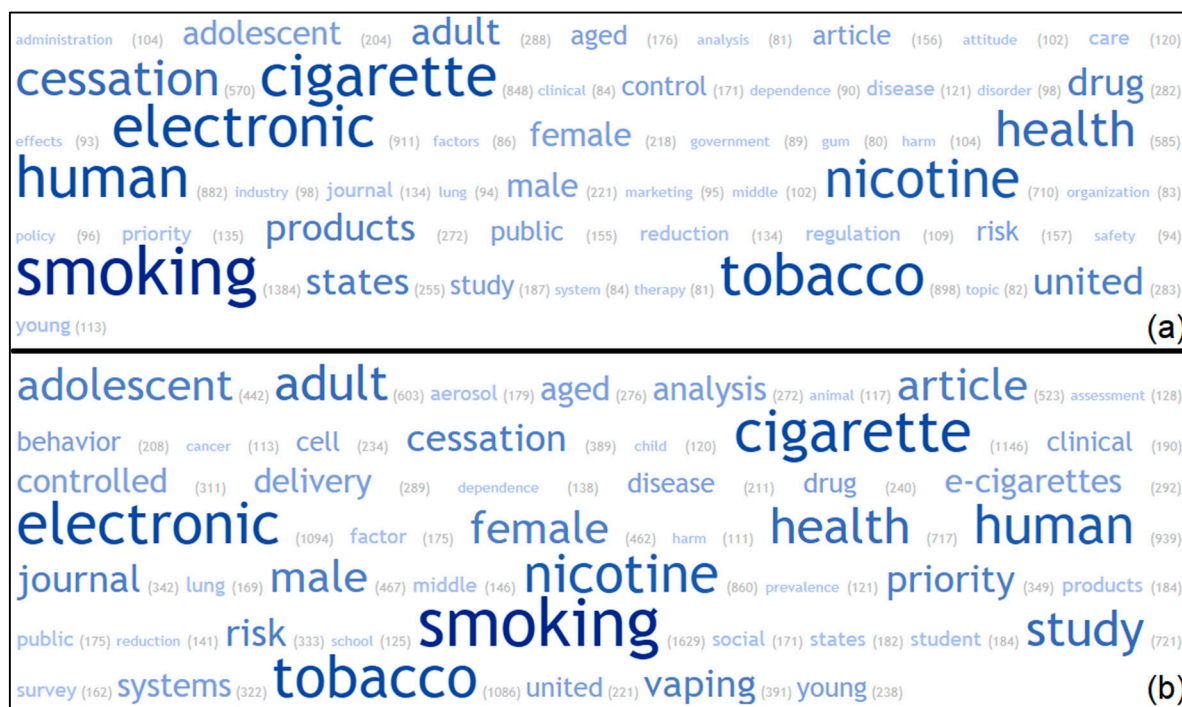 administration (104) adolescent (204) adult (288) aged (176) analysis (81) article (156) attitude (102) care (120)
cessation (570) cigarette (848) clinical (84) control (171) dependence (90) disease (121) disorder (98) drug (282)
effects (93) electronic (911) factors (86) female (218) government (89) gum (80) harm (104) health (585)
human (882) industry (98) journal (134) lung (94) male (221) marketing (95) middle (102) nicotine (710) organization (83)
policy (96) priority (135) products (272) public (155) reduction (134) regulation (109) risk (157) safety (94)
smoking (1384) states (255) study (187) system (84) therapy (81) tobacco (898) topic (82) united (283)
young (113) (a)
adolescent (442) adult (603) aerosol (179) aged (276) analysis (272) animal (117) article (523) assessment (128)
behavior (208) cancer (113) cell (234) cessation (389) child (120) cigarette (1146) clinical (190)
controlled (311) delivery (289) dependence (138) disease (211) drug (240) e-cigarettes (292)
electronic (1094) factor (175) female (462) harm (111) health (717) human (939)
journal (342) lung (169) male (467) middle (146) nicotine (860) prevalence (121) priority (349) products (184)
public (175) reduction (141) risk (333) school (125) smoking (1629) social (171) states (182) student (184) study (721)
survey (162) systems (322) tobacco (1086) united (221) vaping (391) young (238) (b)